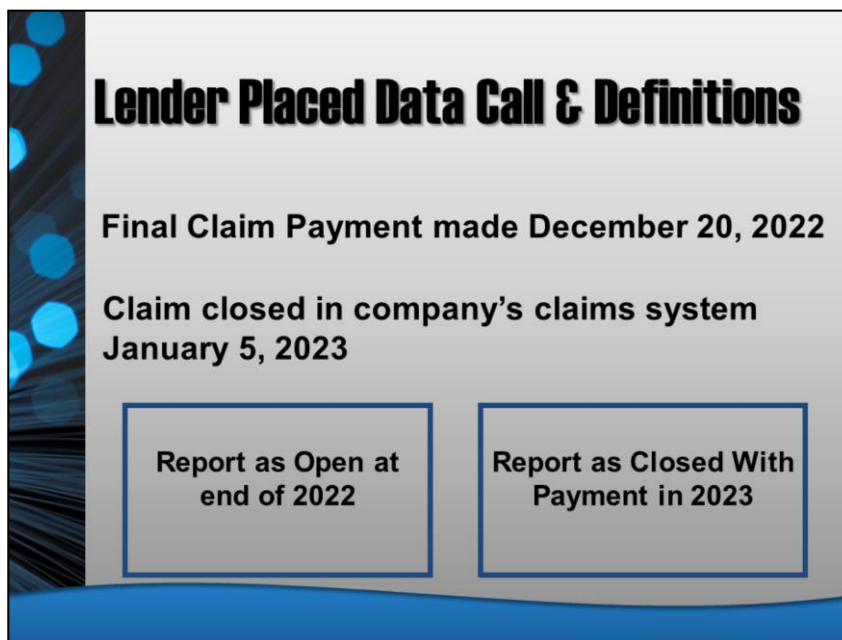 Lender Placed Data Call & Definitions
Final Claim Payment made December 20, 2022
Claim closed in company’s claims system
January 5, 2023
Report as Open at
end of 2022
Report as Closed With
Payment in 2023